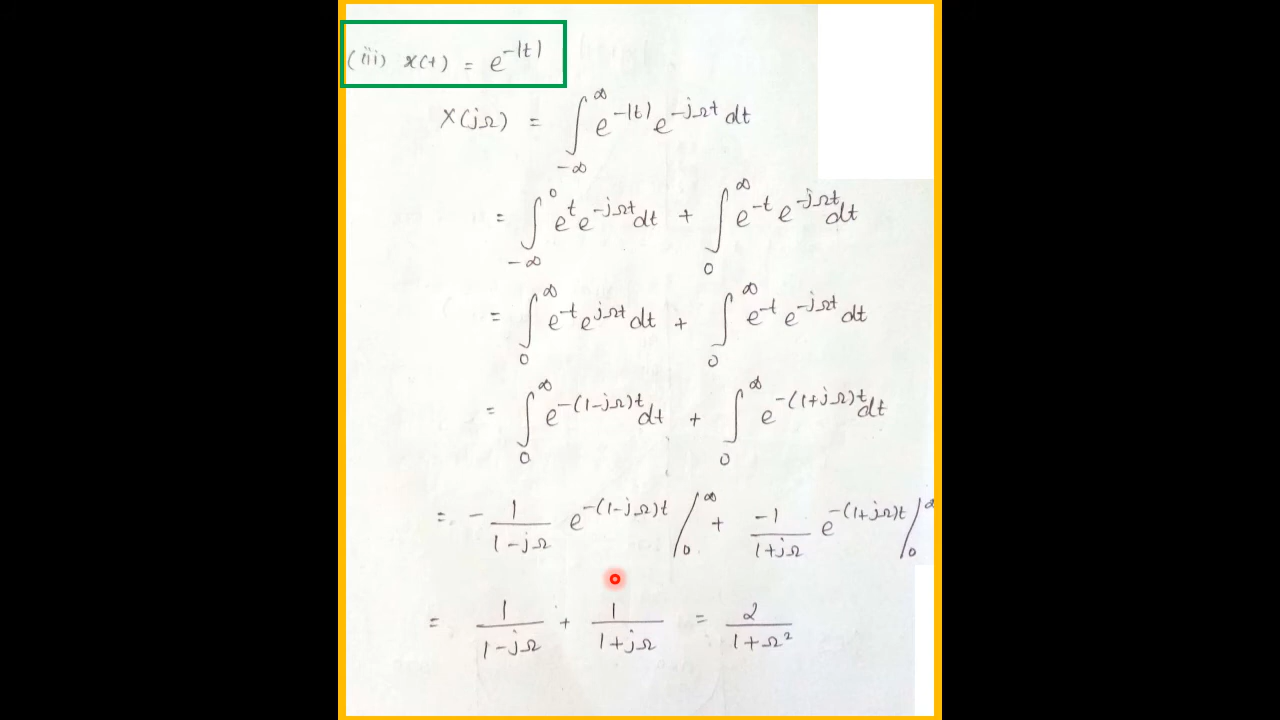 (iii) x(t) = e^{-|t|}
X(jΩ) = ∫_{-∞}^{∞} e^{-|t|} e^{-jΩt} dt
= ∫_{-∞}^{0} e^{t} e^{-jΩt} dt + ∫_{0}^{∞} e^{-t} e^{-jΩt} dt
= ∫_{0}^{∞} e^{-t} e^{jΩt} dt + ∫_{0}^{∞} e^{-t} e^{-jΩt} dt
= ∫_{0}^{∞} e^{-(1-jΩ)t} dt + ∫_{0}^{∞} e^{-(1+jΩ)t} dt
= - 1/(1-jΩ) e^{-(1-jΩ)t} |_{0}^{∞} + -1/(1+jΩ) e^{-(1+jΩ)t} |_{0}^{∞}
= 1/(1-jΩ) + 1/(1+jΩ) = 2/(1+Ω²)